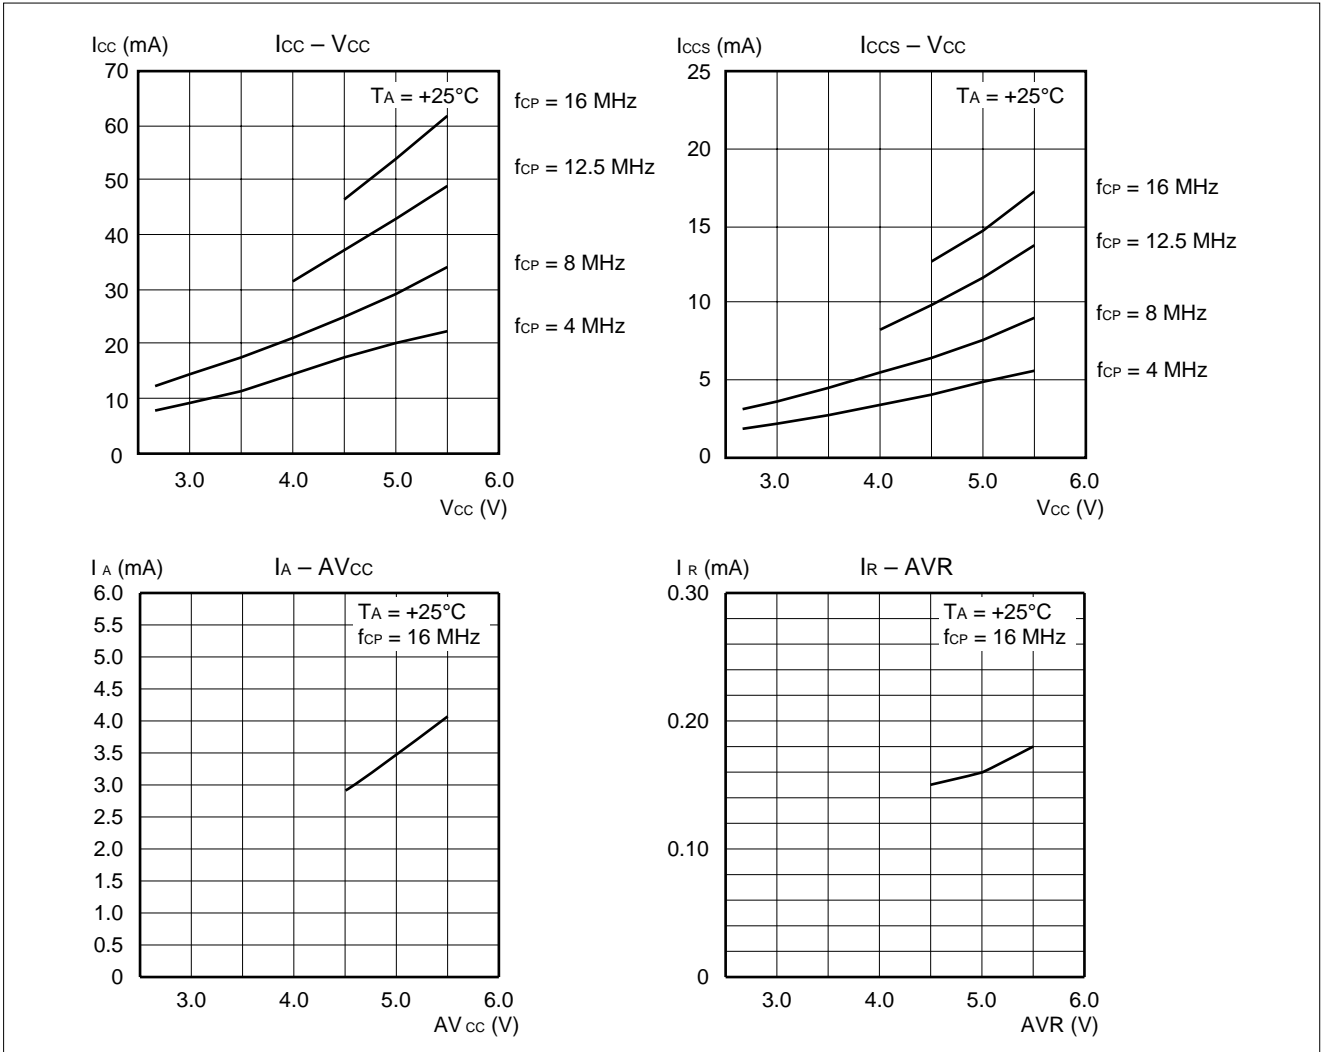 Icc (mA)
Icc – Vcc
70
60
50
40
30
20
10
0
TA = +25°C
fCP = 16 MHz
fCP = 12.5 MHz
fCP = 8 MHz
fCP = 4 MHz
3.0 4.0 5.0 6.0
Vcc (V)
Iccs (mA)
Iccs – Vcc
25
20
15
10
5
0
TA = +25°C
fCP = 16 MHz
fCP = 12.5 MHz
fCP = 8 MHz
fCP = 4 MHz
3.0 4.0 5.0 6.0
Vcc (V)
IA (mA)
IA – AVcc
6.0
5.5
5.0
4.5
4.0
3.5
3.0
2.5
2.0
1.5
1.0
0.5
0
TA = +25°C
fCP = 16 MHz
3.0 4.0 5.0 6.0
AVcc (V)
IR (mA)
IR – AVR
0.30
0.20
0.10
0
TA = +25°C
fCP = 16 MHz
3.0 4.0 5.0 6.0
AVR (V)